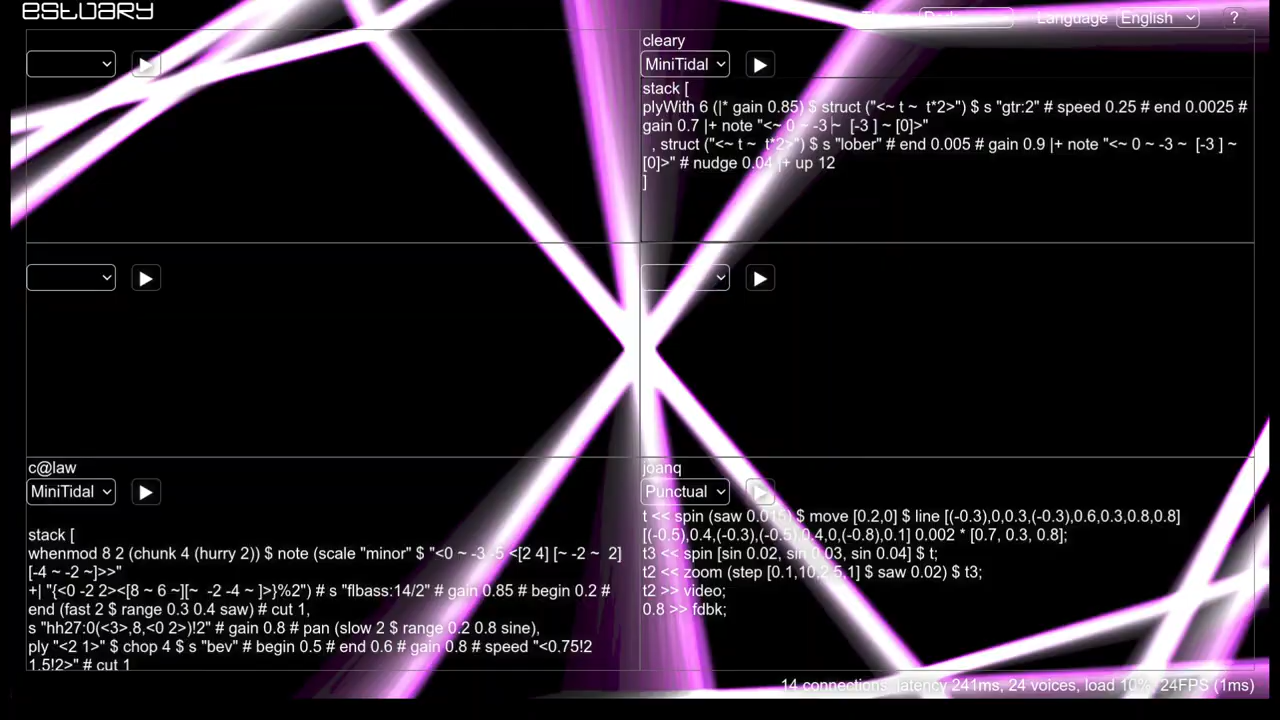 estuary
Language English ?
cleary
MiniTidal
stack [
plyWith 6 (|* gain 0.85) $ struct ("<~ t ~  t*2>") $ s "gtr:2" # speed 0.25 # end 0.0025 #
gain 0.7 |+ note "<~ 0 ~ -3 ~  [-3 ] ~ [0]>"
, struct ("<~ t ~  t*2>") $ s "lober" # end 0.005 # gain 0.9 |+ note "<~ 0 ~ -3 ~  [-3 ] ~
[0]>" # nudge 0.04 |+ up 12
]
c@law
MiniTidal
stack [
whenmod 8 2 (chunk 4 (hurry 2)) $ note (scale "minor" $ "<0 ~ -3 -5 <[2 4] [~ -2 ~  2]
[-4 ~ -2 ~]>>"
+| "{<0 -2 2><[8 ~ 6 ~][~  -2 -4 ~ ]>}%2") # s "flbass:14/2" # gain 0.85 # begin 0.2 #
end (fast 2 $ range 0.3 0.4 saw) # cut 1,
s "hh27:0(<3>,8,<0 2>)!2" # gain 0.8 # pan (slow 2 $ range 0.2 0.8 sine),
ply "<2 1>" $ chop 4 $ s "bev" # begin 0.5 # end 0.6 # gain 0.8 # speed "<0.75!2
1.5!2>" # cut 1
joanq
Punctual
t << spin (saw 0.015) $ move [0.2,0] $ line [(-0.3),0,0.3,(-0.3),0.6,0.3,0.8,0.8]
[(-0.5),0.4,(-0.3),(-0.5),0.4,0,(-0.8),0.1] 0.002 * [0.7, 0.3, 0.8];
t3 << spin [sin 0.02, sin 0.03, sin 0.04] $ t;
t2 << zoom (step [0.1,10,2,5,1] $ saw 0.02) $ t3;
t2 >> video;
0.8 >> fdbk;
14 connections, latency 241ms, 24 voices, load 10%, 24FPS (1ms)